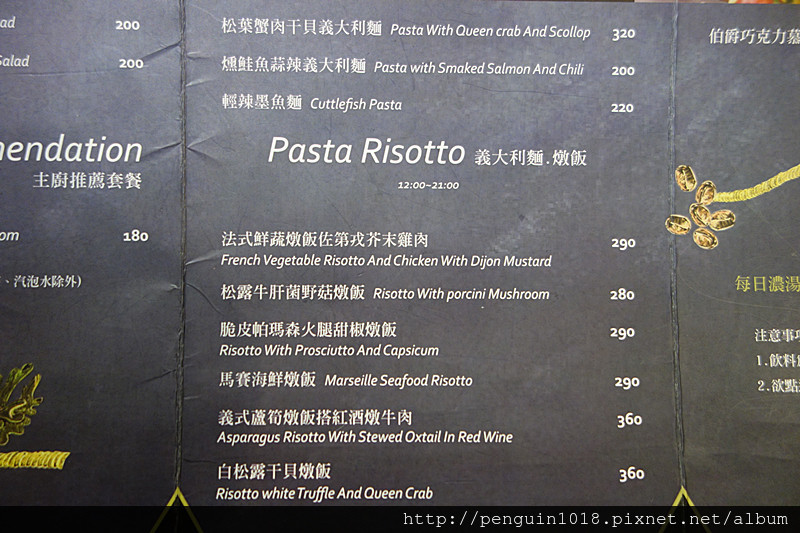 ad 200
Salad 200
nendation
主廚推薦套餐
oom 180
、汽泡水除外)
松葉蟹肉干貝義大利麵 Pasta With Queen crab And Scollop 320
燻鮭魚蒜辣義大利麵 Pasta with Smaked Salmon And Chili 200
輕辣墨魚麵 Cuttlefish Pasta 220
Pasta Risotto 義大利麵.燉飯
12:00~21:00
法式鮮蔬燉飯佐第戎芥末雞肉 290
French Vegetable Risotto And Chicken With Dijon Mustard
松露牛肝菌野菇燉飯 Risotto With porcini Mushroom 280
脆皮帕瑪森火腿甜椒燉飯 290
Risotto With Prosciutto And Capsicum
馬賽海鮮燉飯 Marseille Seafood Risotto 290
義式蘆筍燉飯搭紅酒燉牛肉 360
Asparagus Risotto With Stewed Oxtail In Red Wine
白松露干貝燉飯 360
Risotto white Truffle And Queen Crab
伯爵巧克力慕
每日濃湯
注意事項
1.飲料
2.欲點
http://penguin1018.pixnet.net/album